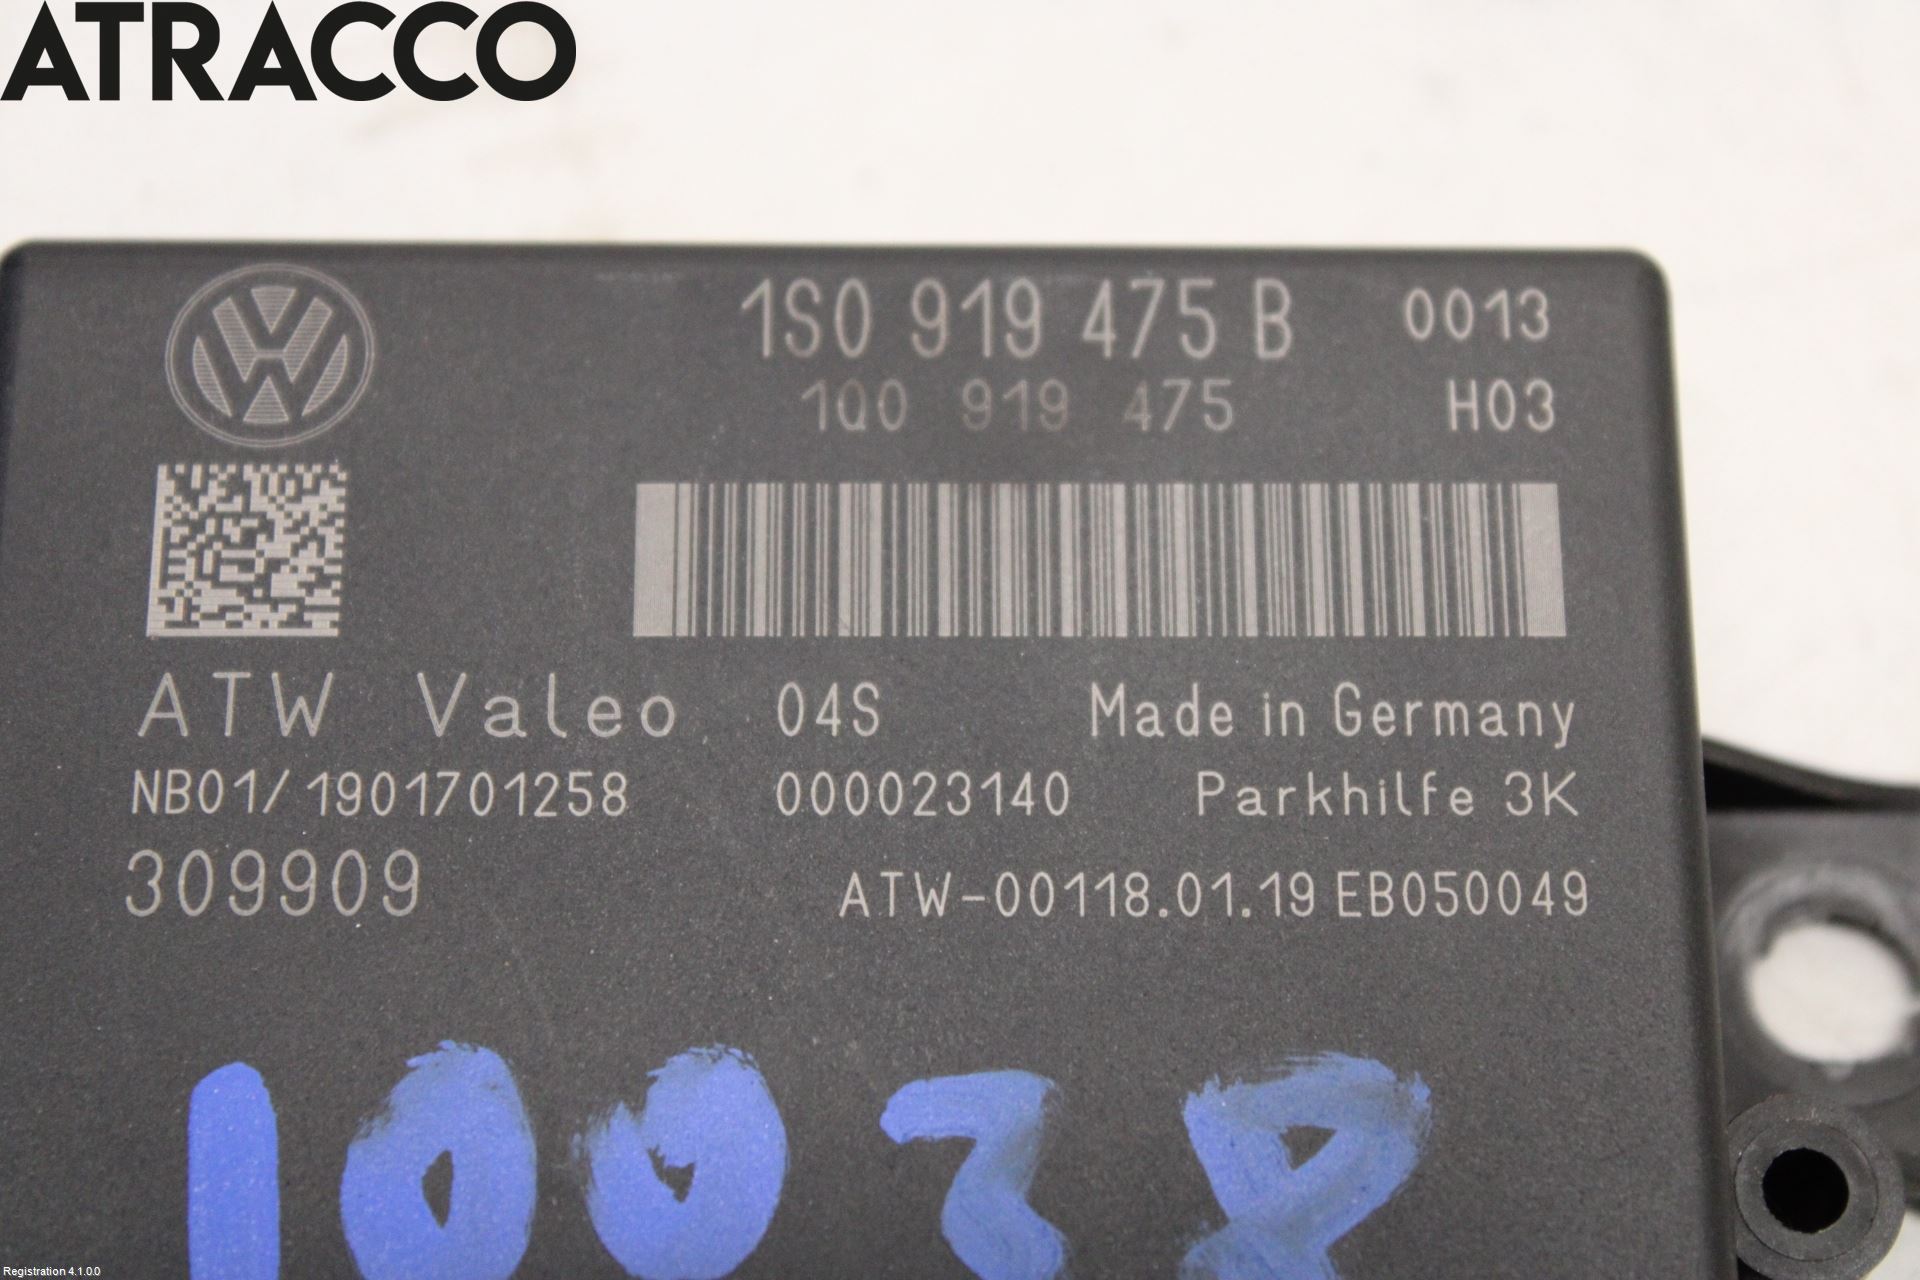 ATRACCO
1S0 919 475 B 0013
1Q0 919 475 H03
ATW Valeo 04S Made in Germany
NB01/1901701258 000023140 Parkhilfe 3K
309909 ATW-00118.01.19 EB050049
10038
Registration 4.1.0.0